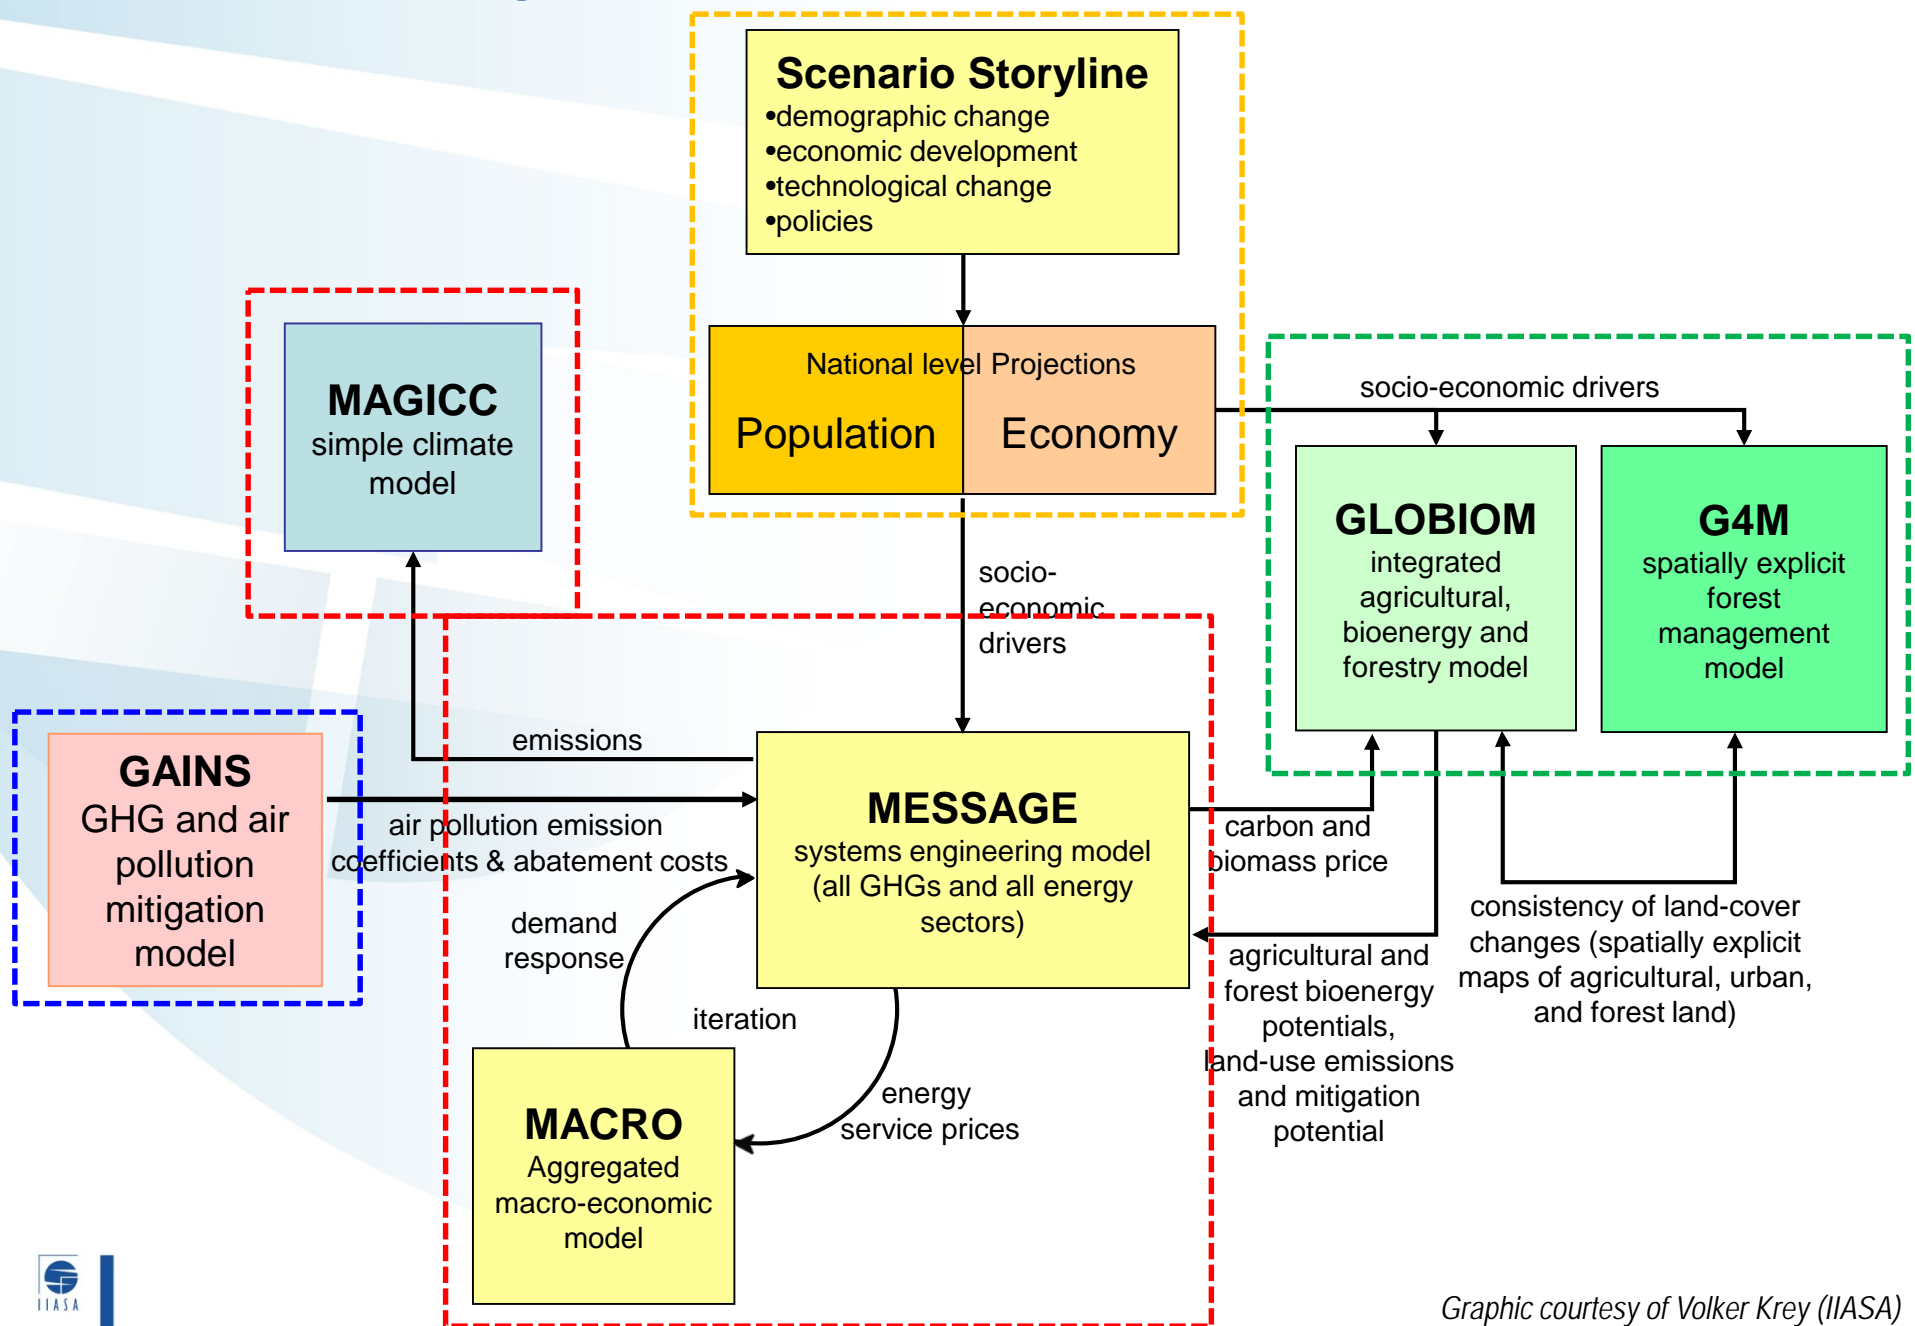 Scenario Storyline
•demographic change
•economic development
•technological change
•policies
National level Projections
Population
Economy
MAGICC
simple climate
model
socio-economic drivers
GLOBIOM
integrated
agricultural,
bioenergy and
forestry model
G4M
spatially explicit
forest
management
model
socio-
economic
drivers
emissions
GAINS
GHG and air
pollution
mitigation
model
air pollution emission
coefficients & abatement costs
MESSAGE
systems engineering model
(all GHGs and all energy
sectors)
carbon and
biomass price
demand
response
iteration
energy
service prices
agricultural and
forest bioenergy
potentials,
land-use emissions
and mitigation
potential
consistency of land-cover
changes (spatially explicit
maps of agricultural, urban,
and forest land)
MACRO
Aggregated
macro-economic
model
IIASA
Graphic courtesy of Volker Krey (IIASA)